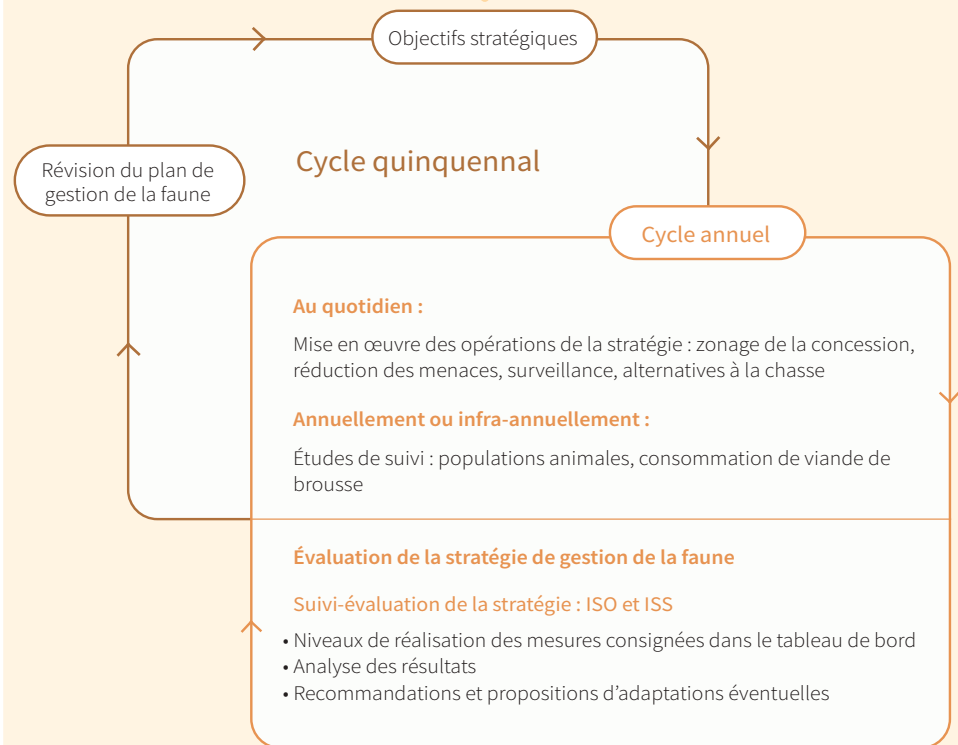 Objectifs stratégiques
Révision du plan de
gestion de la faune
Cycle quinquennal
Cycle annuel
Au quotidien :
Mise en œuvre des opérations de la stratégie : zonage de la concession,
réduction des menaces, surveillance, alternatives à la chasse
Annuellement ou infra-annuellement :
Études de suivi : populations animales, consommation de viande de
brousse
Évaluation de la stratégie de gestion de la faune
Suivi-évaluation de la stratégie : ISO et ISS
• Niveaux de réalisation des mesures consignées dans le tableau de bord
• Analyse des résultats
• Recommandations et propositions d’adaptations éventuelles